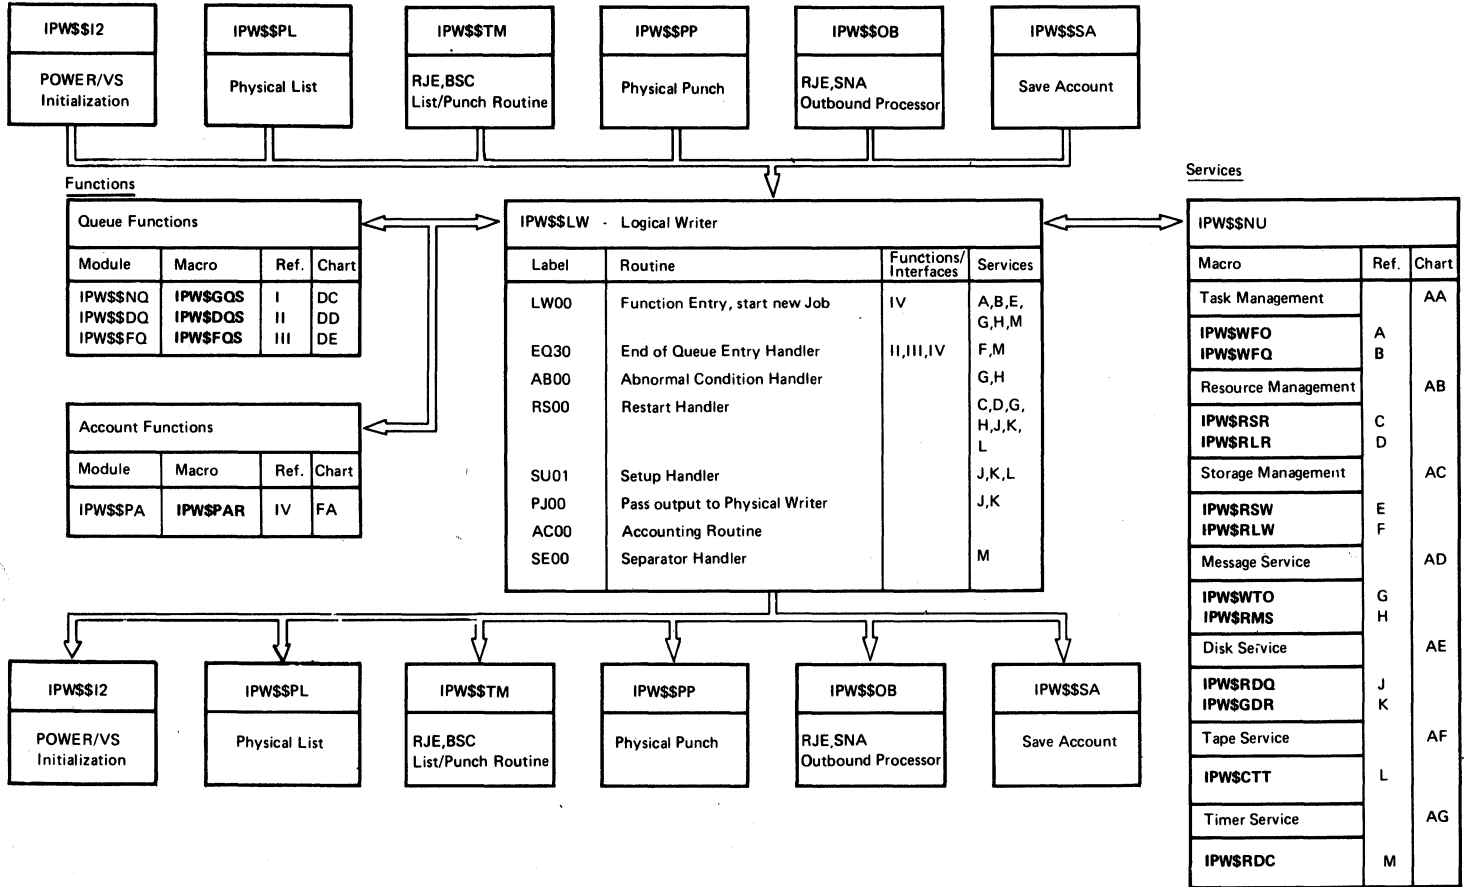 IPW$$I2
IPW$$PL
IPW$$TM
IPW$$PP
IPW$$OB
IPW$$SA
POWER/VS
Initialization
Physical List
RJE,BSC
List/Punch Routine
Physical Punch
RJE,SNA
Outbound Processor
Save Account
Functions
Queue Functions
Module Macro Ref. Chart
IPW$$NQ IPW$GQS I DC
IPW$$DQ IPW$DQS II DD
IPW$$FQ IPW$FQS III DE
Account Functions
Module Macro Ref. Chart
IPW$$PA IPW$PAR IV FA
IPW$$LW - Logical Writer
Label Routine Functions/ Services
Interfaces
LW00 Function Entry, start new Job IV A,B,E,
G,H,M
EQ30 End of Queue Entry Handler II,III,IV F,M
AB00 Abnormal Condition Handler G,H
RS00 Restart Handler C,D,G,
H,J,K,
L
SU01 Setup Handler J,K,L
PJ00 Pass output to Physical Writer J,K
AC00 Accounting Routine
SE00 Separator Handler M
Services
IPW$$NU
Macro Ref. Chart
Task Management AA
IPW$WFO A
IPW$WFQ B
Resource Management AB
IPW$RSR C
IPW$RLR D
Storage Management AC
IPW$RSW E
IPW$RLW F
Message Service AD
IPW$WTO G
IPW$RMS H
Disk Service AE
IPW$RDQ J
IPW$GDR K
Tape Service AF
IPW$CTT L
Timer Service AG
IPW$RDC M
IPW$$I2
IPW$$PL
IPW$$TM
IPW$$PP
IPW$$OB
IPW$$SA
POWER/VS
Initialization
Physical List
RJE,BSC
List/Punch Routine
Physical Punch
RJE,SNA
Outbound Processor
Save Account